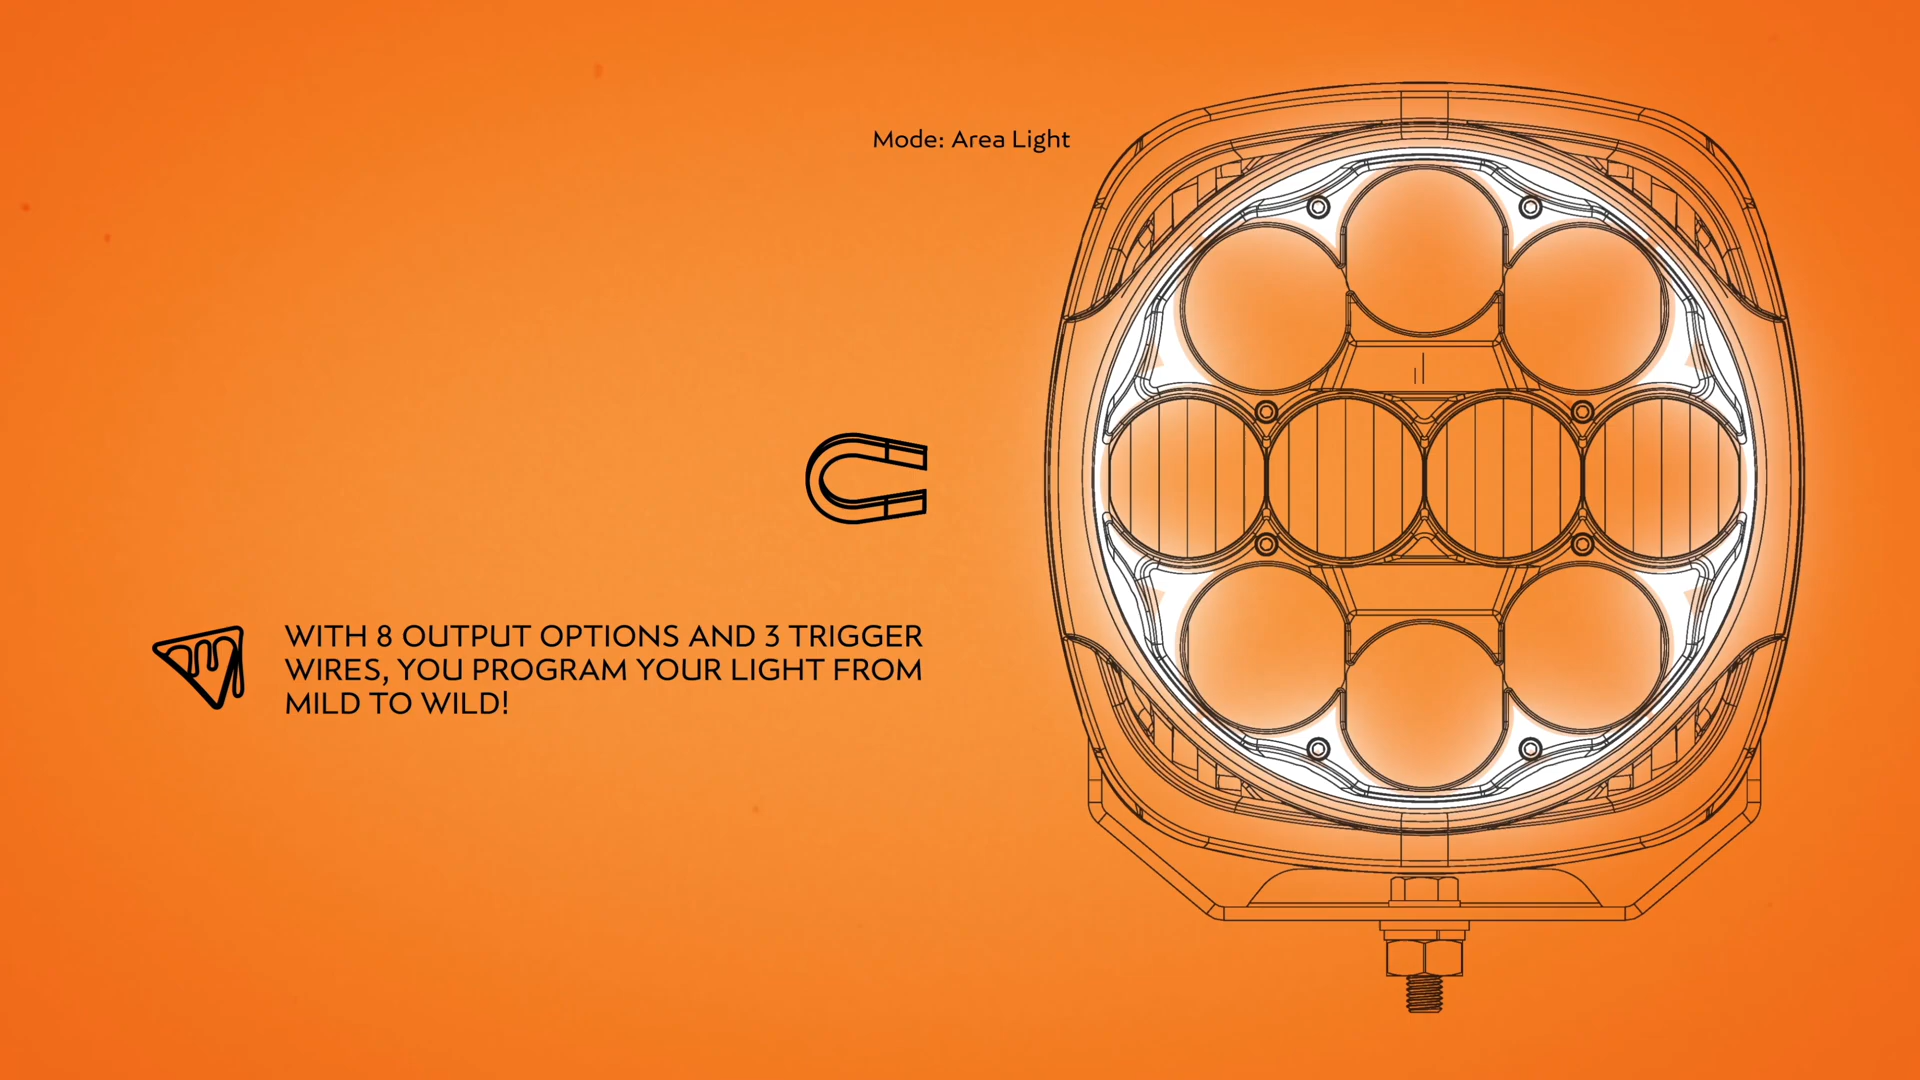 Mode: Area Light
WITH 8 OUTPUT OPTIONS AND 3 TRIGGER
WIRES, YOU PROGRAM YOUR LIGHT FROM
MILD TO WILD!